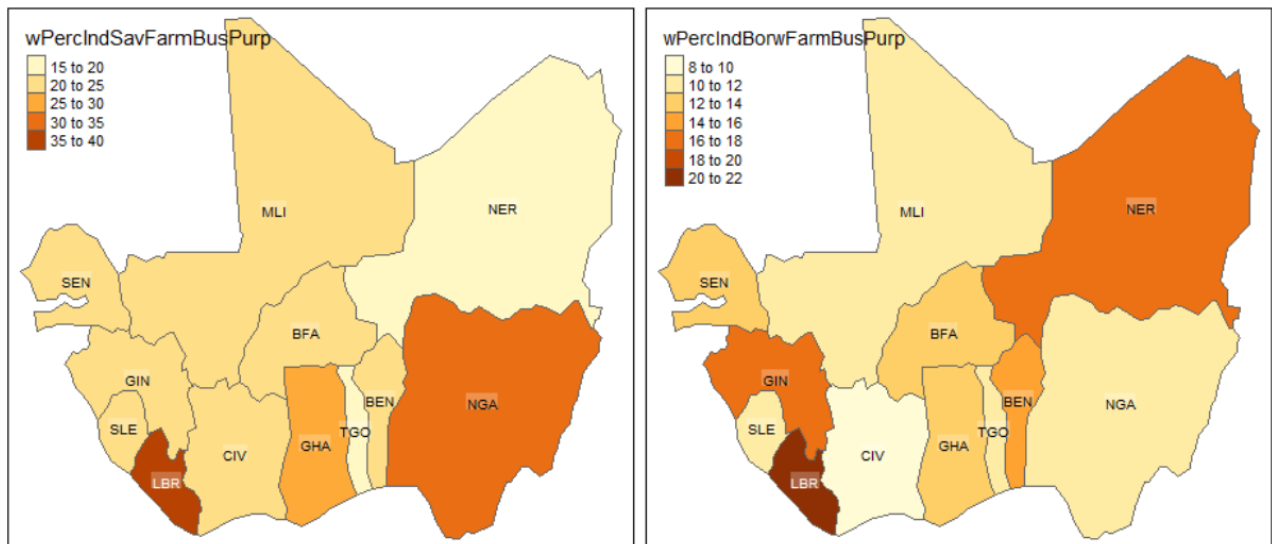 wPercIndSavFarmBusPurp
15 to 20
20 to 25
25 to 30
30 to 35
35 to 40
MLI
NER
SEN
BFA
GIN
BEN
NGA
SLE
TGO
GHA
CIV
LBR
wPercIndBorwFarmBusPurp
8 to 10
10 to 12
12 to 14
14 to 16
16 to 18
18 to 20
20 to 22
MLI
NER
SEN
BFA
GIN
BEN
NGA
SLE
TGO
GHA
CIV
LBR